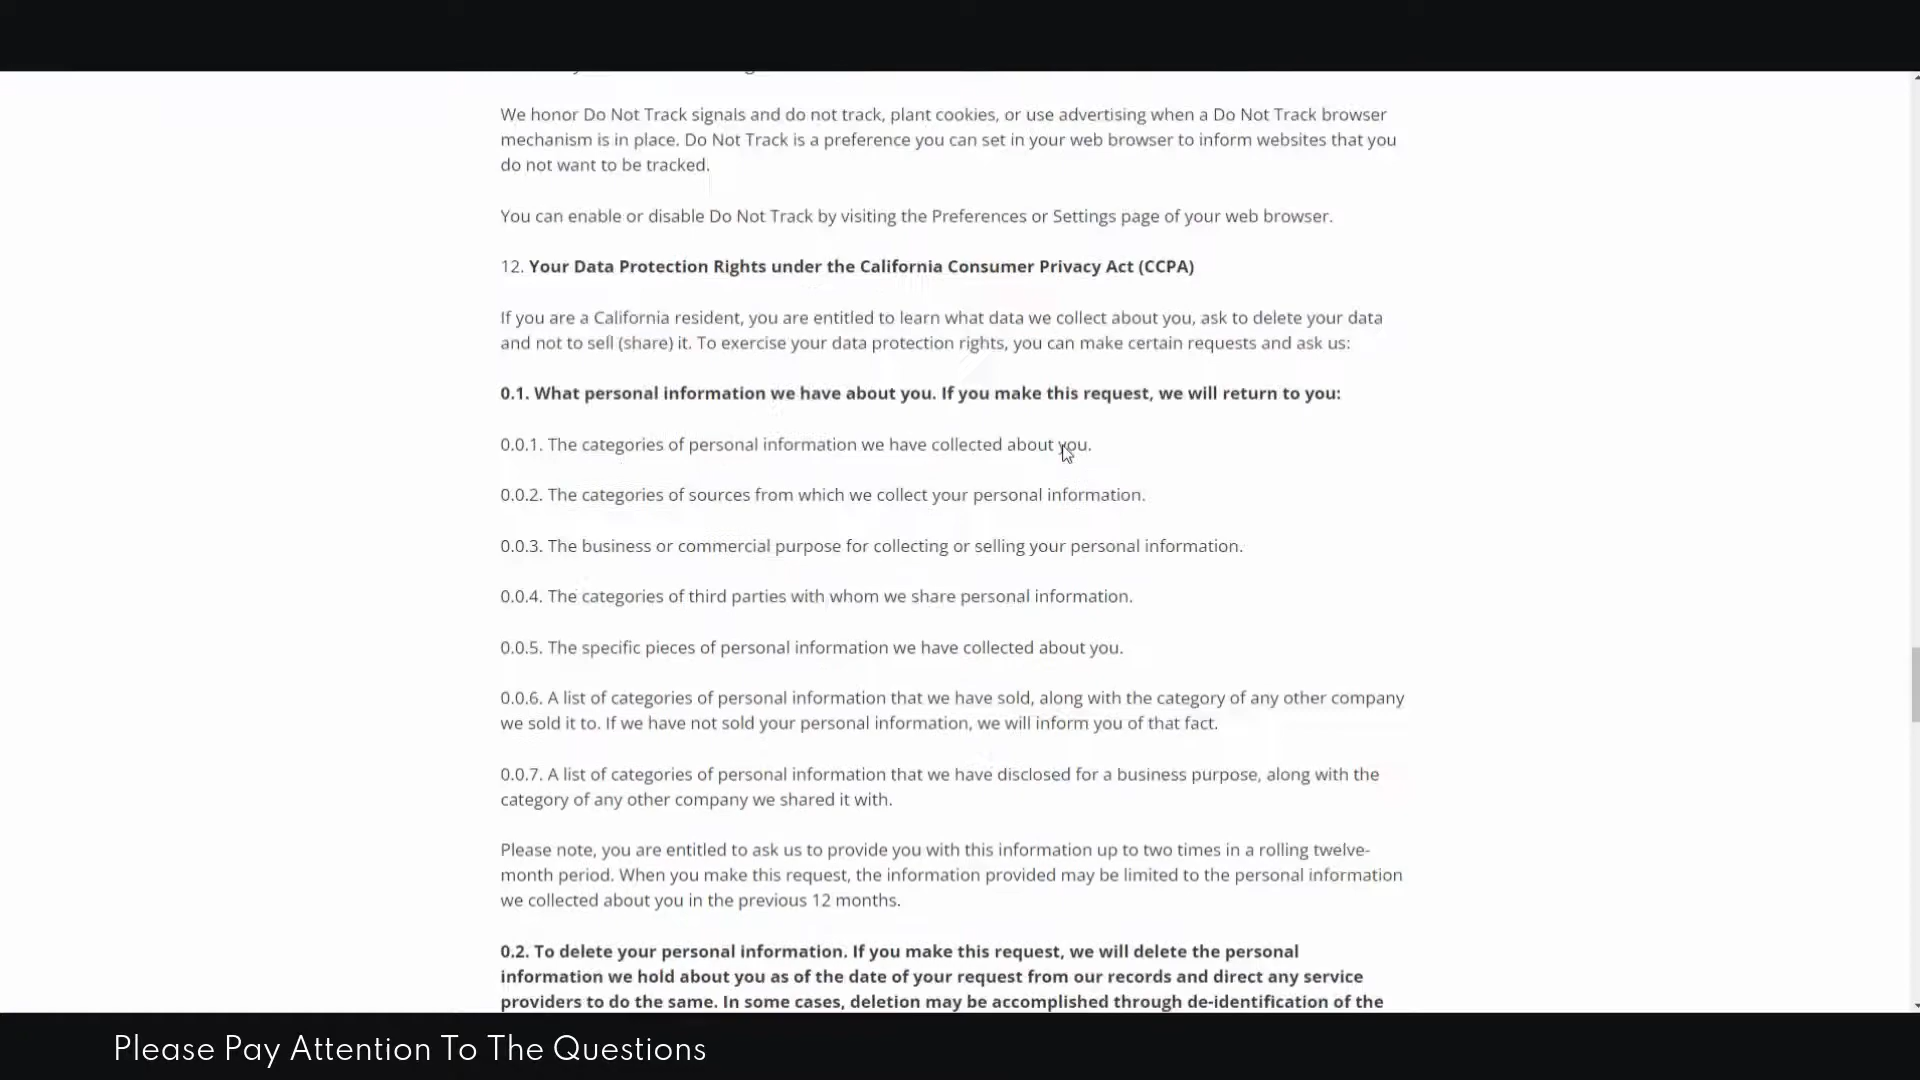 We honor Do Not Track signals and do not track, plant cookies, or use advertising when a Do Not Track browser
mechanism is in place. Do Not Track is a preference you can set in your web browser to inform websites that you
do not want to be tracked.
You can enable or disable Do Not Track by visiting the Preferences or Settings page of your web browser.
12. Your Data Protection Rights under the California Consumer Privacy Act (CCPA)
If you are a California resident, you are entitled to learn what data we collect about you, ask to delete your data
and not to sell (share) it. To exercise your data protection rights, you can make certain requests and ask us:
0.1. What personal information we have about you. If you make this request, we will return to you:
0.0.1. The categories of personal information we have collected about you.
0.0.2. The categories of sources from which we collect your personal information.
0.0.3. The business or commercial purpose for collecting or selling your personal information.
0.0.4. The categories of third parties with whom we share personal information.
0.0.5. The specific pieces of personal information we have collected about you.
0.0.6. A list of categories of personal information that we have sold, along with the category of any other company
we sold it to. If we have not sold your personal information, we will inform you of that fact.
0.0.7. A list of categories of personal information that we have disclosed for a business purpose, along with the
category of any other company we shared it with.
Please note, you are entitled to ask us to provide you with this information up to two times in a rolling twelve-
month period. When you make this request, the information provided may be limited to the personal information
we collected about you in the previous 12 months.
0.2. To delete your personal information. If you make this request, we will delete the personal
information we hold about you as of the date of your request from our records and direct any service
providers to do the same. In some cases, deletion may be accomplished through de-identification of the
Please Pay Attention To The Questions